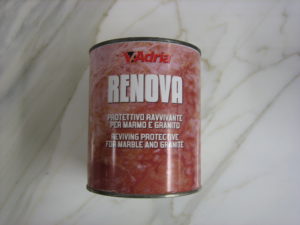 Adria
RENOVA
PROTETTIVO RAVVIVANTE
PER MARMO E GRANITO
REVIVING PROTECTIVE
FOR MARBLE AND GRANITE